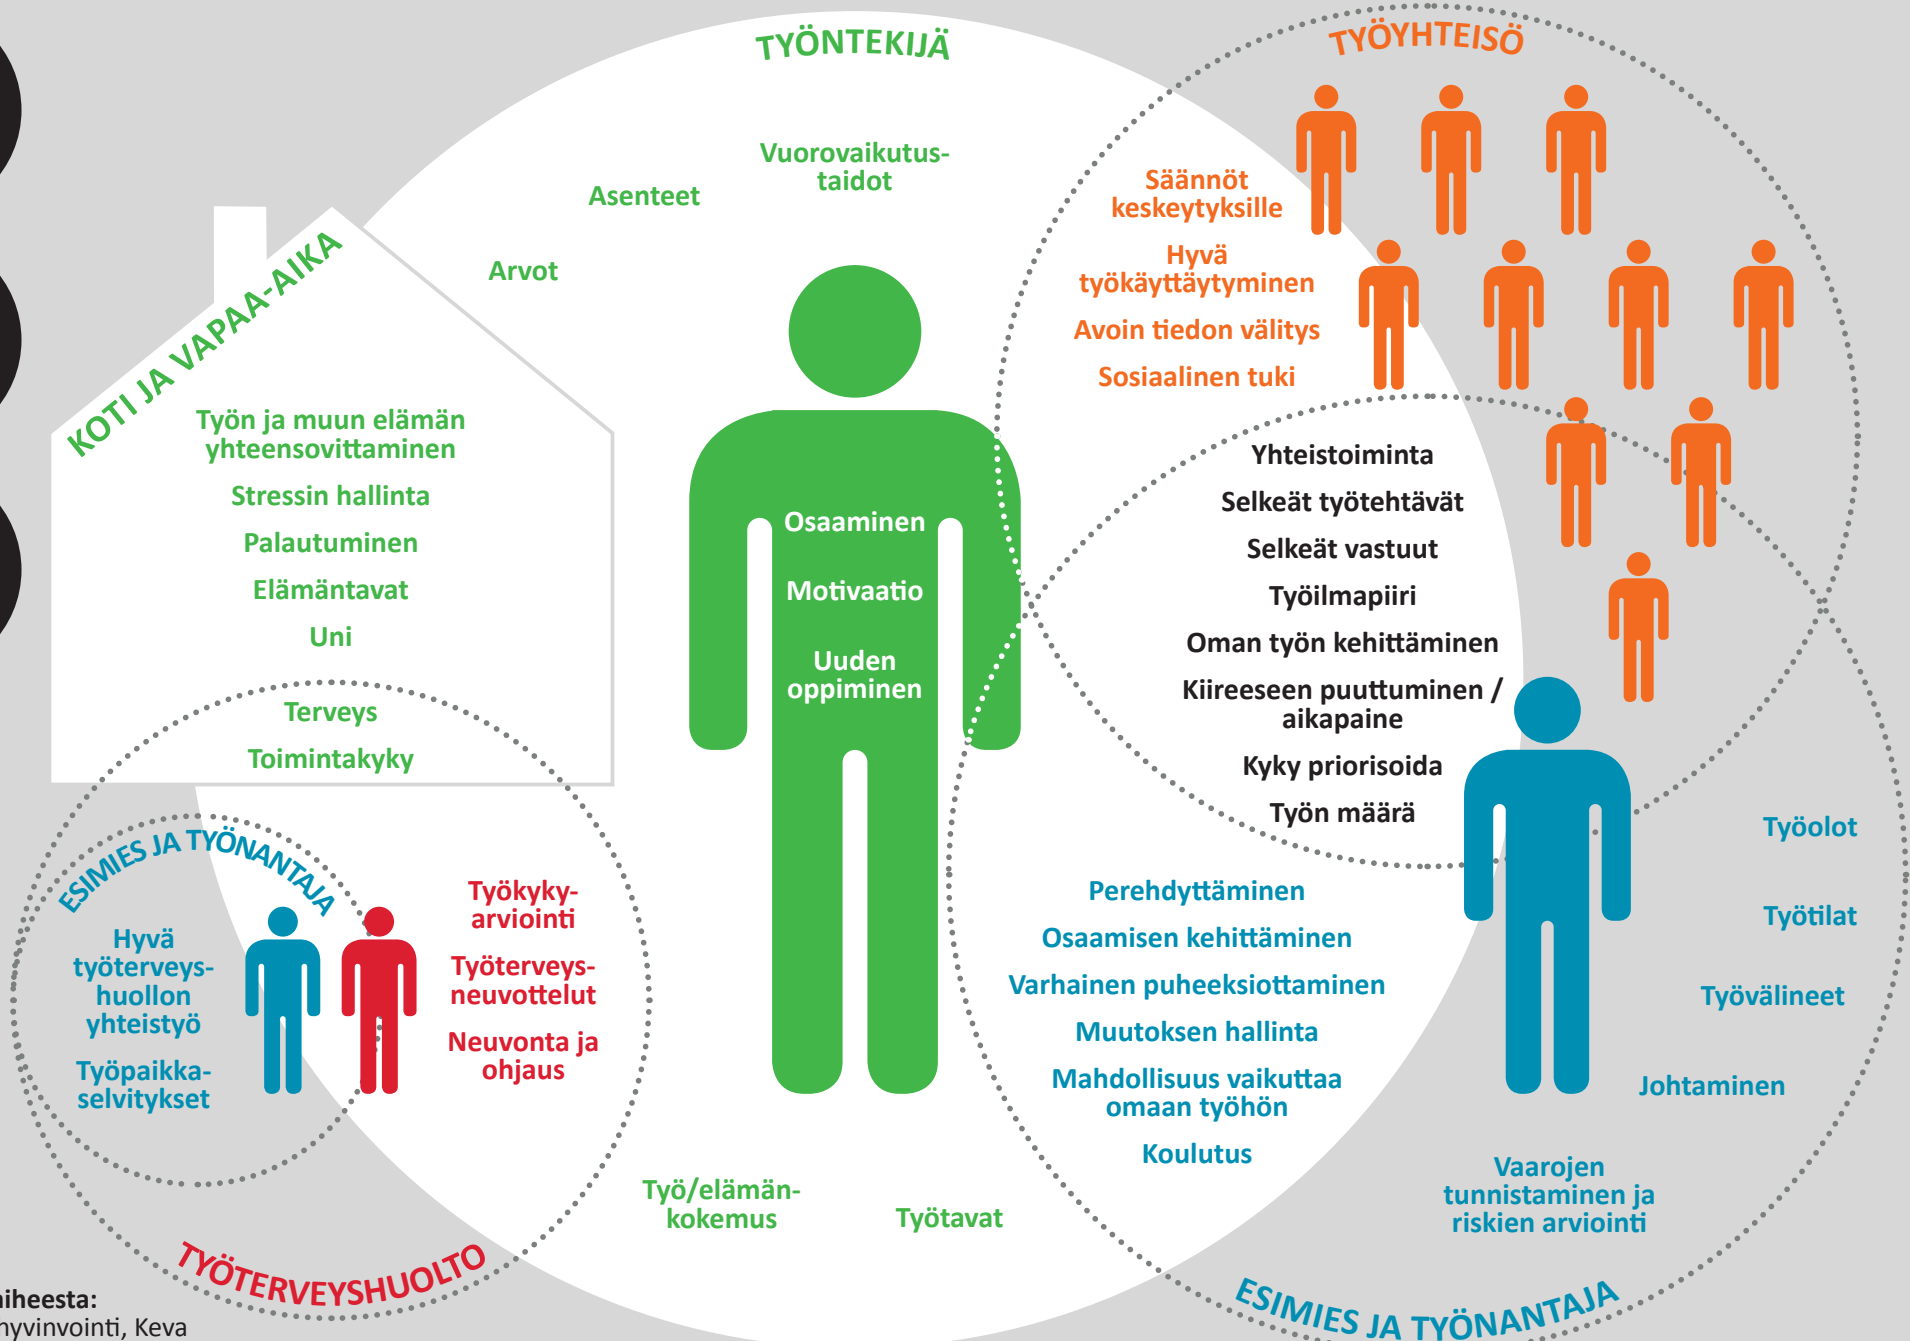 TYÖNTEKIJÄ
Vuorovaikutus-
taidot
Asenteet
Arvot
TYÖYHTEISÖ
Säännöt
keskeytyksille
Hyvä
työkäyttäytyminen
Avoin tiedon välitys
Sosiaalinen tuki
KOTI JA VAPAA-AIKA
Työn ja muun elämän
yhteensovittaminen
Stressin hallinta
Palautuminen
Elämäntavat
Uni
Terveys
Toimintakyky
Osaaminen
Motivaatio
Uuden
oppiminen
Yhteistoiminta
Selkeät työtehtävät
Selkeät vastuut
Työilmapiiri
Oman työn kehittäminen
Kiireeseen puuttuminen /
aikapaine
Kyky priorisoida
Työn määrä
ESIMIES JA TYÖNANTAJA
Hyvä
työterveys-
huollon
yhteistyö
Työpaikka-
selvitykset
Työkyky-
arviointi
Työterveys-
neuvottelut
Neuvonta ja
ohjaus
TYÖTERVEYSHUOLTO
Työ/elämän-
kokemus
Työtavat
Perehdyttäminen
Osaamisen kehittäminen
Varhainen puheeksiottaminen
Muutoksen hallinta
Mahdollisuus vaikuttaa
omaan työhön
Koulutus
Työolot
Työtilat
Työvälineet
Johtaminen
Vaarojen
tunnistaminen ja
riskien arviointi
ESIMIES JA TYÖNANTAJA
aiheesta:
hyvinvointi, Keva